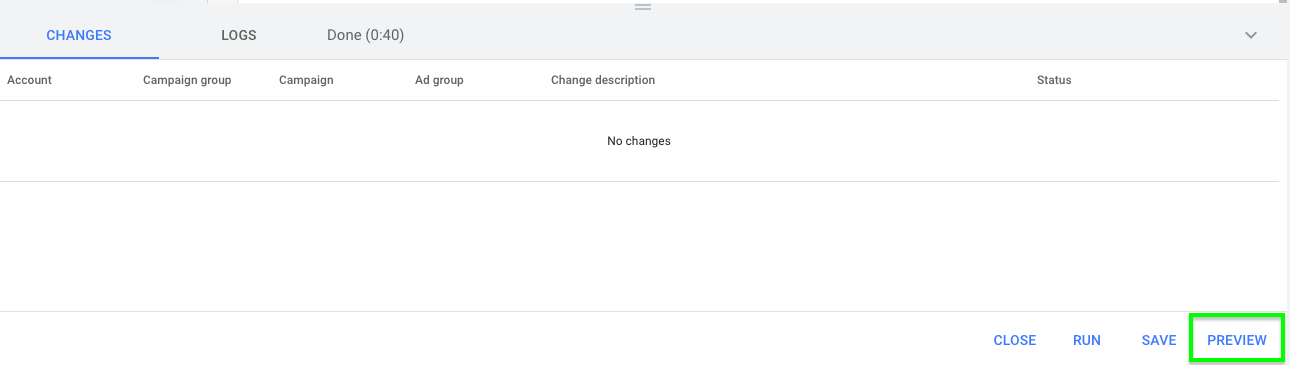 CHANGES LOGS Done (0:40)
Account Campaign group Campaign Ad group Change description Status
No changes
CLOSE RUN SAVE PREVIEW